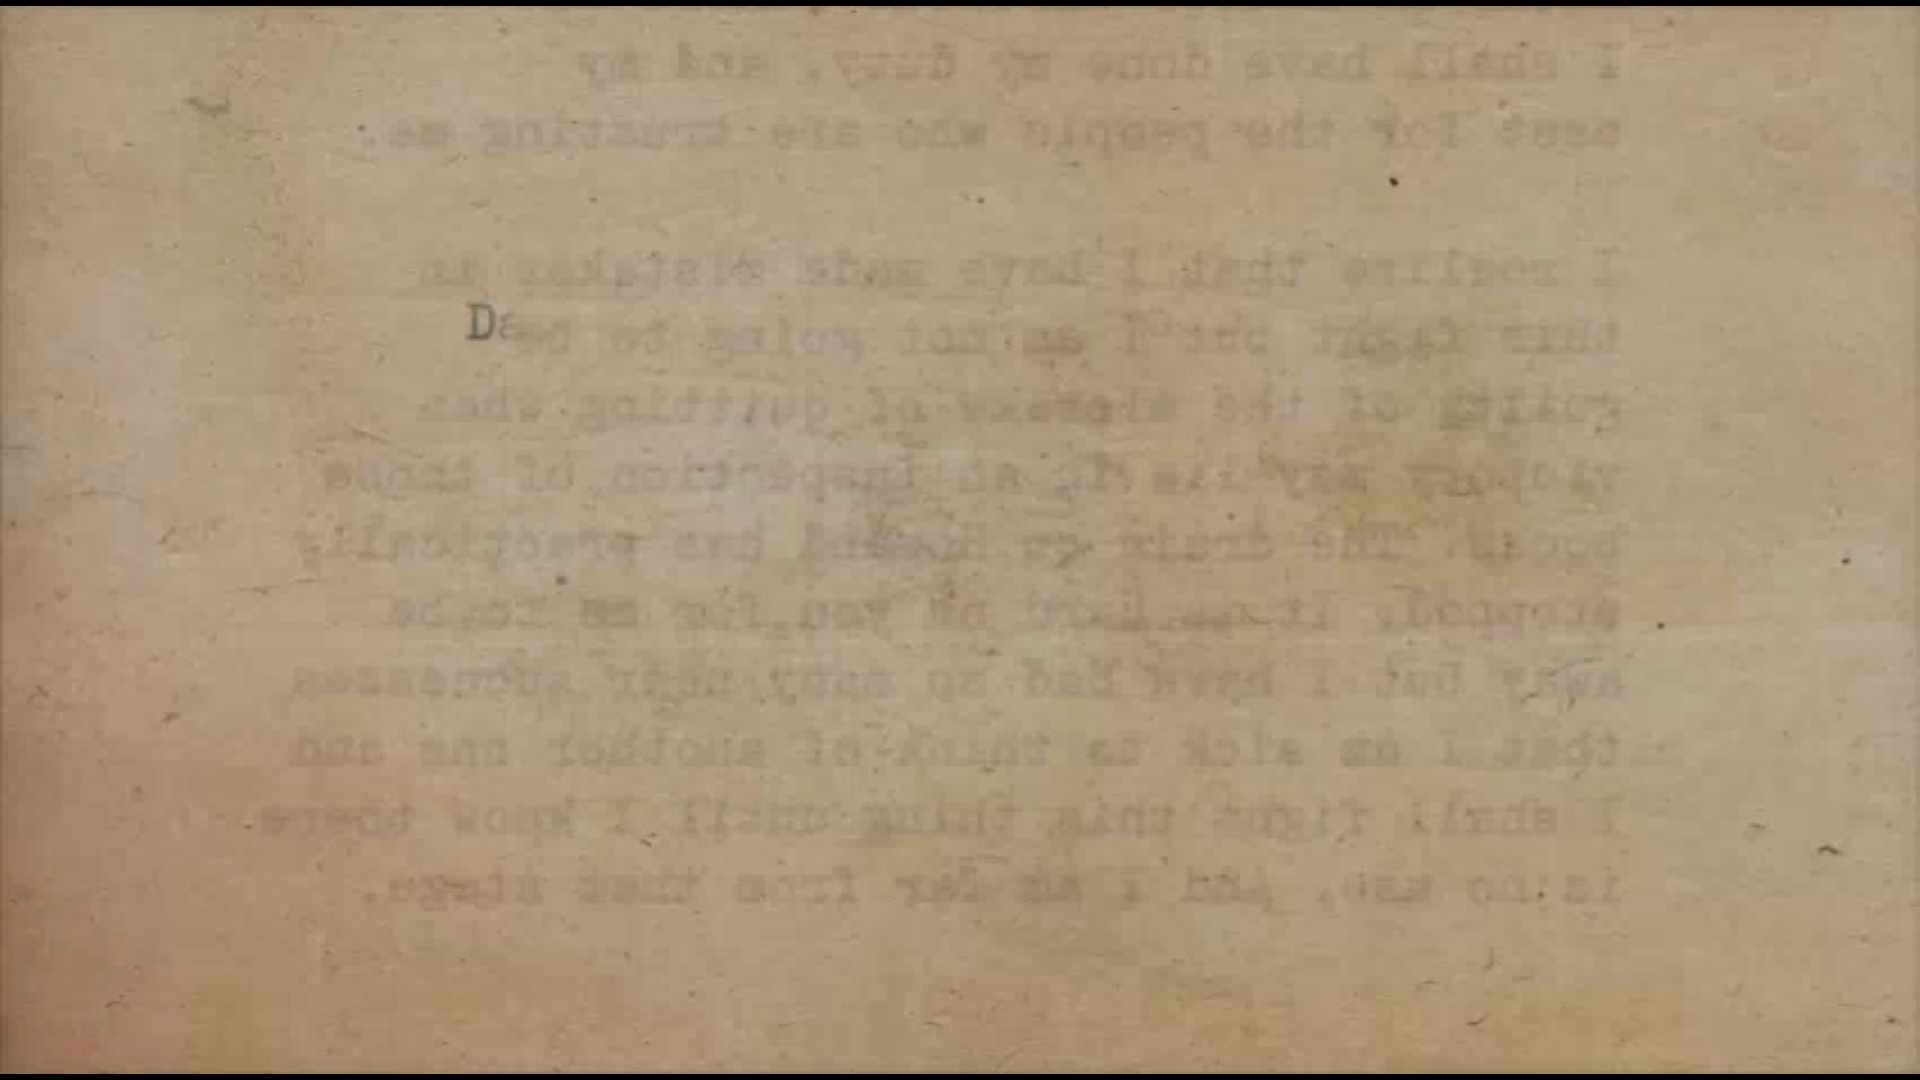 I shall have done my duty, and my
best for the people who are trusting me.
I realize that I have made mistakes in
Da
this fight but I am not going to be
guilty of the of quitting when
victory may lie in an inspection of those
books. The drain on has practically
stopped. It is hard on you for me to be
away but I have had so many near successes
that I am sick to think of another one and
I shall fight this thing until I know there
is no use, and I am far from that stage.